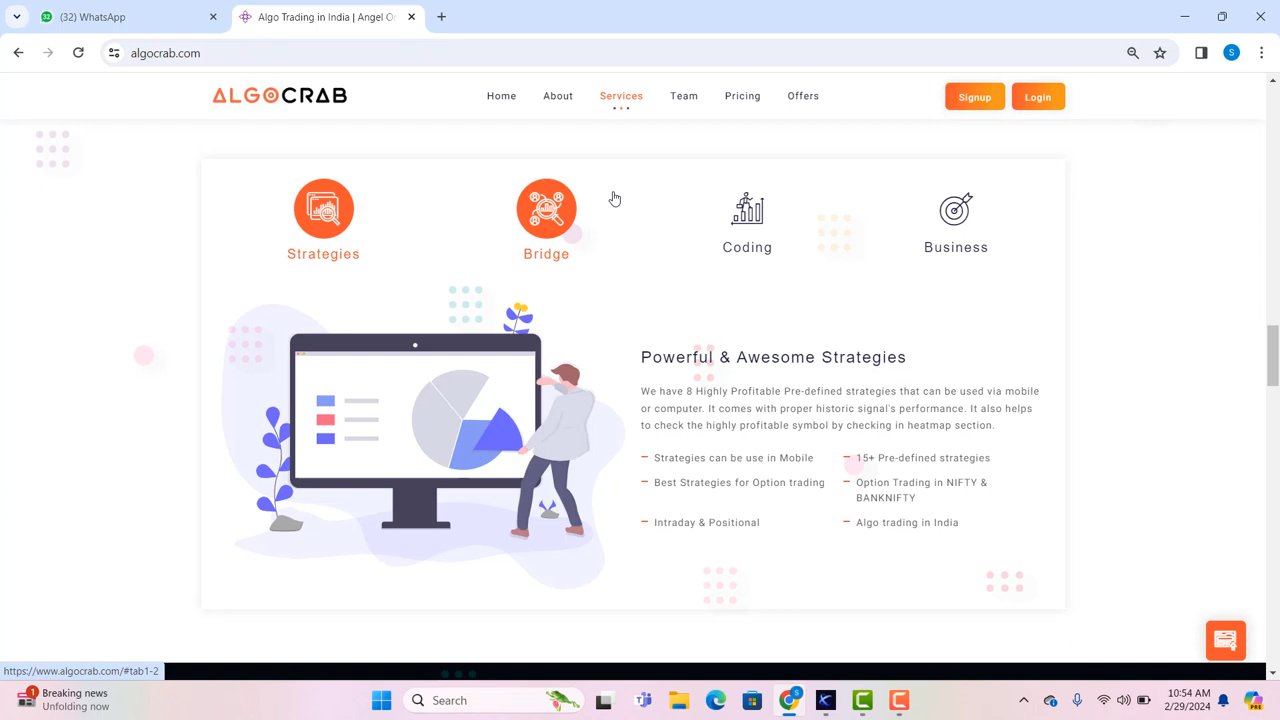 32
(32) WhatsApp
Algo Trading in India | Angel On
algocrab.com
S
ALGOCRAB
Home
About
Services
Team
Pricing
Offers
Signup
Login
Strategies
Bridge
Coding
Business
Powerful & Awesome Strategies
We have 8 Highly Profitable Pre-defined strategies that can be used via mobile
or computer. It comes with proper historic signal's performance. It also helps
to check the highly profitable symbol by checking in heatmap section.
Strategies can be use in Mobile
15+ Pre-defined strategies
Best Strategies for Option trading
Option Trading in NIFTY &
BANKNIFTY
Intraday & Positional
Algo trading in India
https://www.algocrab.com/#tab1-2
1
Breaking news
Unfolding now
Search
S
10:54 AM
2/29/2024
PRE